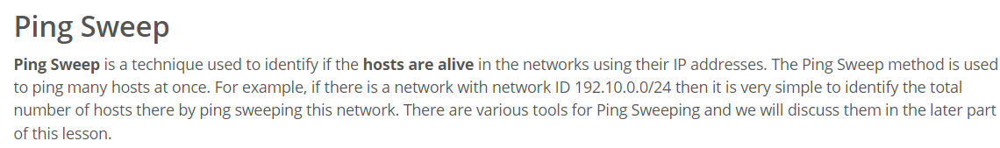 Ping Sweep
Ping Sweep is a technique used to identify if the hosts are alive in the networks using their IP addresses. The Ping Sweep method is used
to ping many hosts at once. For example, if there is a network with network ID 192.10.0.0/24 then it is very simple to identify the total
number of hosts there by ping sweeping this network. There are various tools for Ping Sweeping and we will discuss them in the later part
of this lesson.